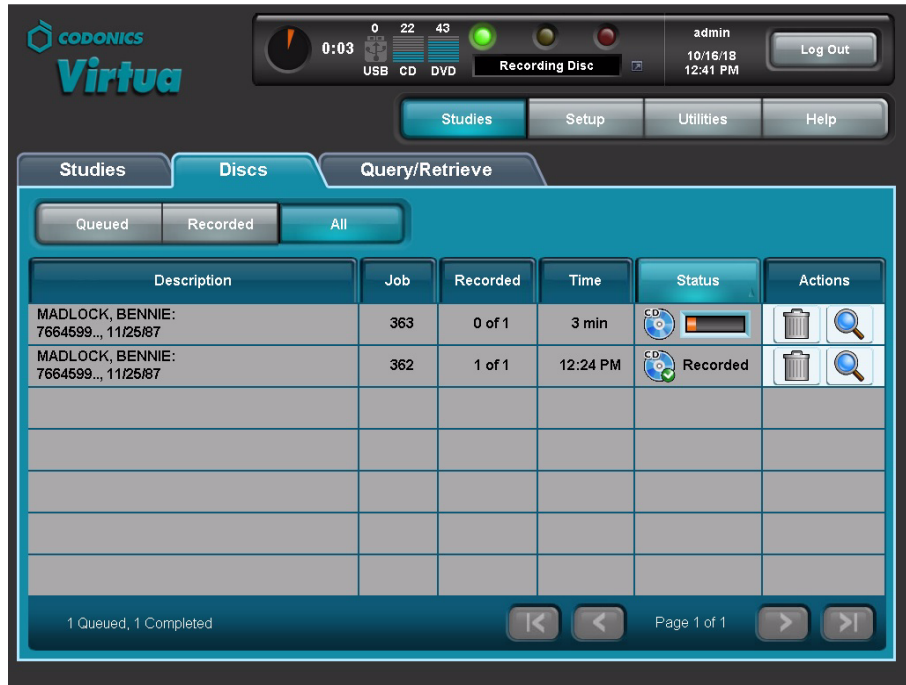 CODONICS
Virtua
0:03
0 22 43
USB CD DVD
Recording Disc
admin
10/16/18
12:41 PM
Log Out
Studies Setup Utilities Help
Studies Discs Query/Retrieve
Queued Recorded All
Description Job Recorded Time Status Actions
MADLOCK, BENNIE:
7664599.., 11/25/87
363 0 of 1 3 min CD
MADLOCK, BENNIE:
7664599.., 11/25/87
362 1 of 1 12:24 PM CD Recorded
1 Queued, 1 Completed
Page 1 of 1